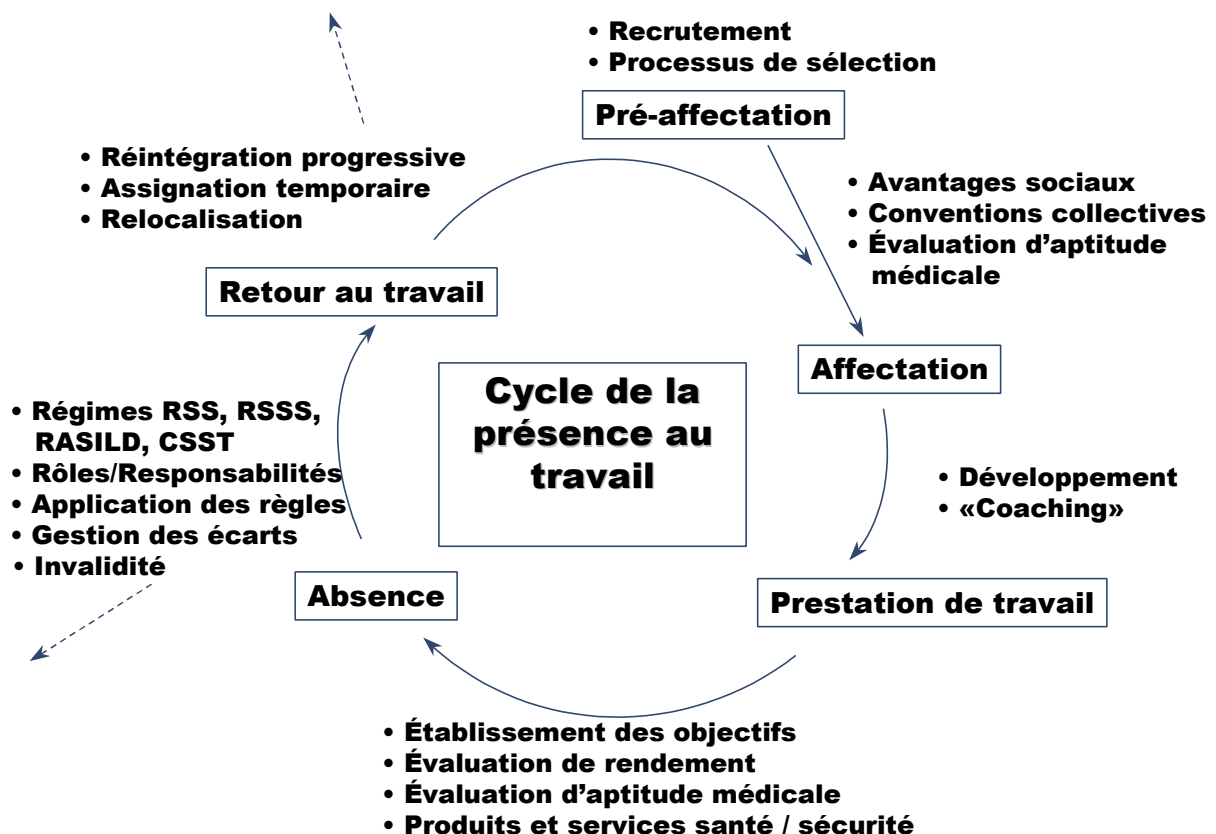 • Recrutement
• Processus de sélection
Pré-affectation
• Réintégration progressive
• Assignation temporaire
• Relocalisation
• Avantages sociaux
• Conventions collectives
• Évaluation d’aptitude
médicale
Retour au travail
Affectation
Cycle de la
présence au
travail
• Régimes RSS, RSSS,
RASILD, CSST
• Rôles/Responsabilités
• Application des règles
• Gestion des écarts
• Invalidité
• Développement
• «Coaching»
Absence
Prestation de travail
• Établissement des objectifs
• Évaluation de rendement
• Évaluation d’aptitude médicale
• Produits et services santé / sécurité